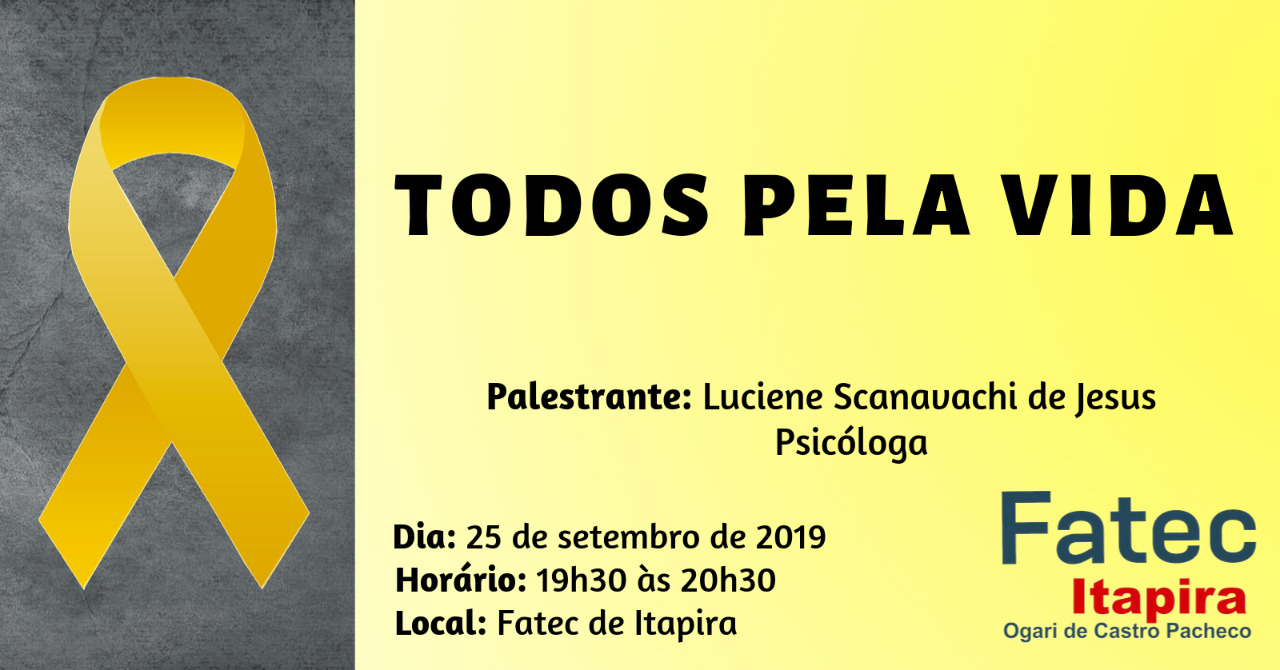 TODOS PELA VIDA
Palestrante: Luciene Scanavachi de Jesus
Psicóloga
Dia: 25 de setembro de 2019
Horário: 19h30 às 20h30
Local: Fatec de Itapira
Fatec
Itapira
Ogari de Castro Pacheco